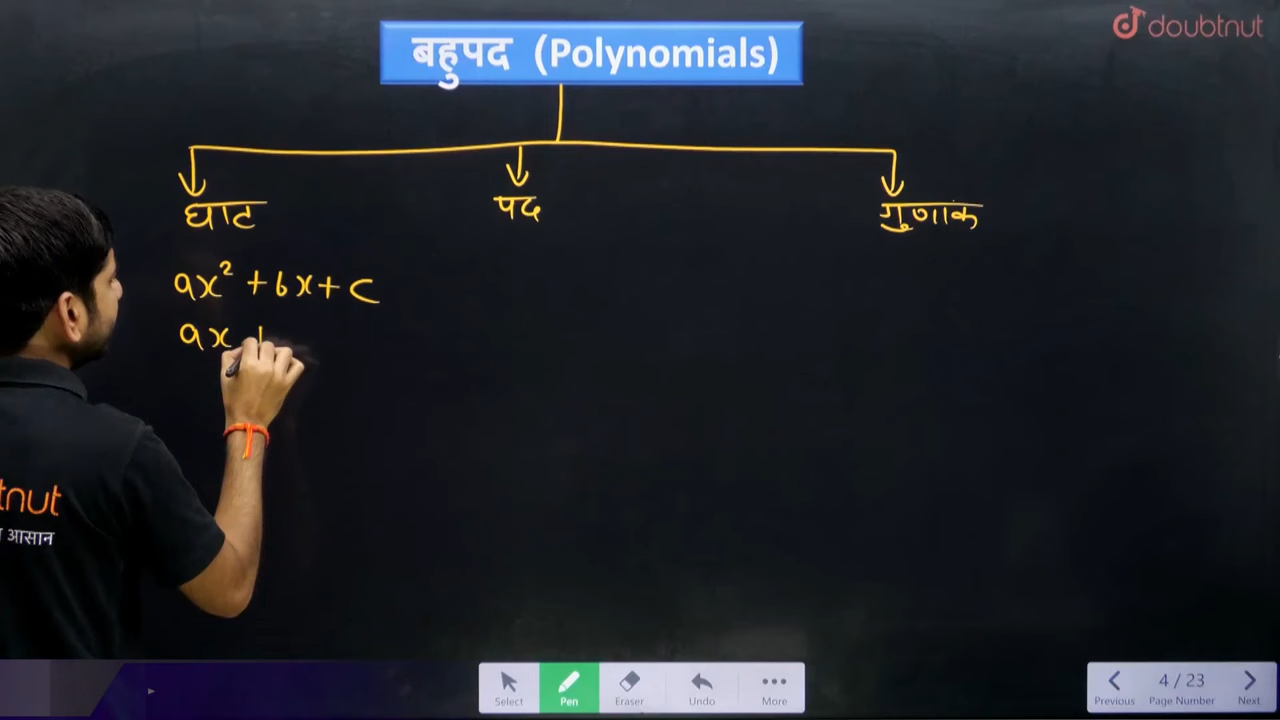 doubtnut
बहुपद (Polynomials)
घात पद गुणांक
ax² + bx + c
ax +
tnut
आसान
Select Pen Eraser Undo More
4 / 23
Previous Page Number Next